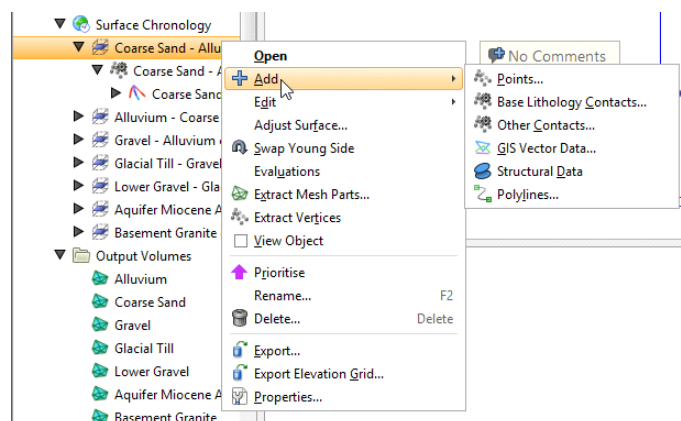 Surface Chronology
Coarse Sand - Allu
Coarse Sand - A
Coarse Sand
Alluvium - Coarse
Gravel - Alluvium
Glacial Till - Gravel
Lower Gravel - Gla
Aquifer Miocene A
Basement Granite
Output Volumes
Alluvium
Coarse Sand
Gravel
Glacial Till
Lower Gravel
Aquifer Miocene A
Basement Granite
Open
Add
Edit
Adjust Surface...
Swap Young Side
Evaluations
Extract Mesh Parts...
Extract Vertices
View Object
Prioritise
Rename... F2
Delete... Delete
Export...
Export Elevation Grid...
Properties...
No Comments
Points...
Base Lithology Contacts...
Other Contacts...
GIS Vector Data...
Structural Data
Polylines...